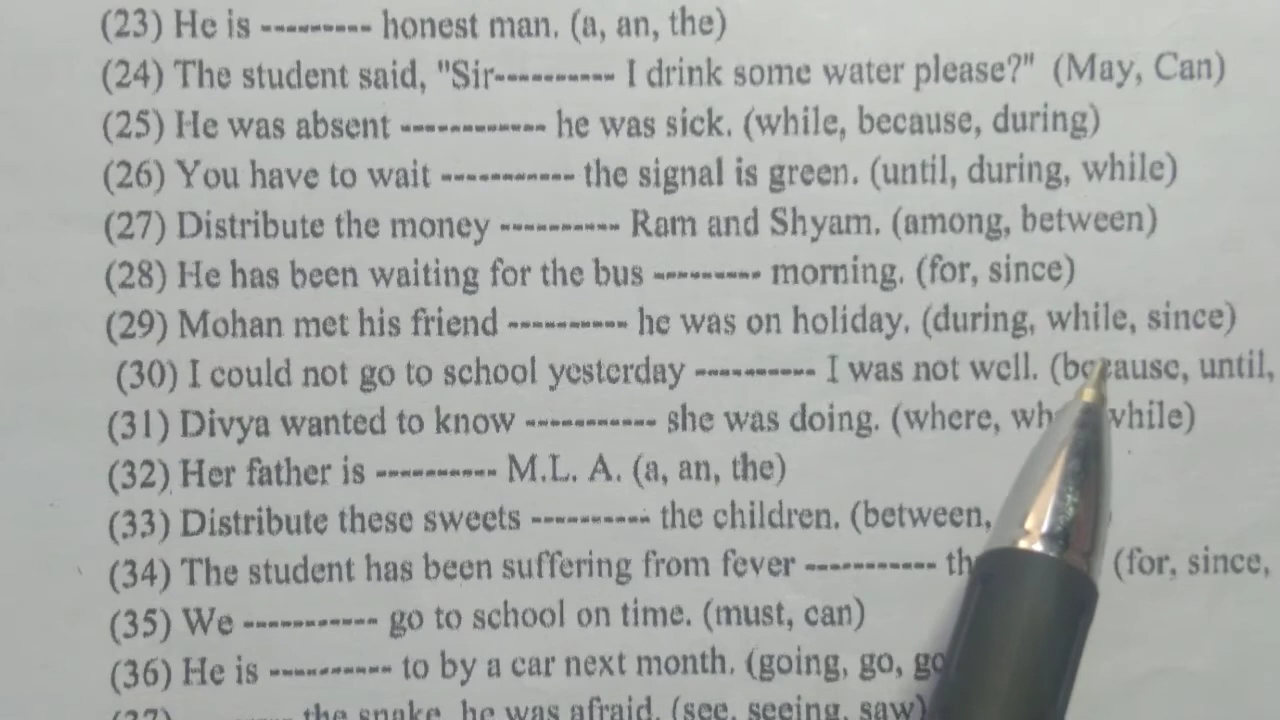 (23) He is --------- honest man. (a, an, the)
(24) The student said, "Sir---------- I drink some water please?" (May, Can)
(25) He was absent ------------ he was sick. (while, because, during)
(26) You have to wait ----------- the signal is green. (until, during, while)
(27) Distribute the money ---------- Ram and Shyam. (among, between)
(28) He has been waiting for the bus --------- morning. (for, since)
(29) Mohan met his friend ---------- he was on holiday. (during, while, since)
(30) I could not go to school yesterday ---------- I was not well. (because, until,
(31) Divya wanted to know ----------- she was doing. (where, while)
(32) Her father is ---------- M.L. A. (a, an, the)
(33) Distribute these sweets ---------- the children. (between,
(34) The student has been suffering from fever ----------- (for, since,
(35) We ----------- go to school on time. (must, can)
(36) He is ---------- to by a car next month. (going, go,
(37) ---------- the snake, he was afraid. (see, seeing, saw)